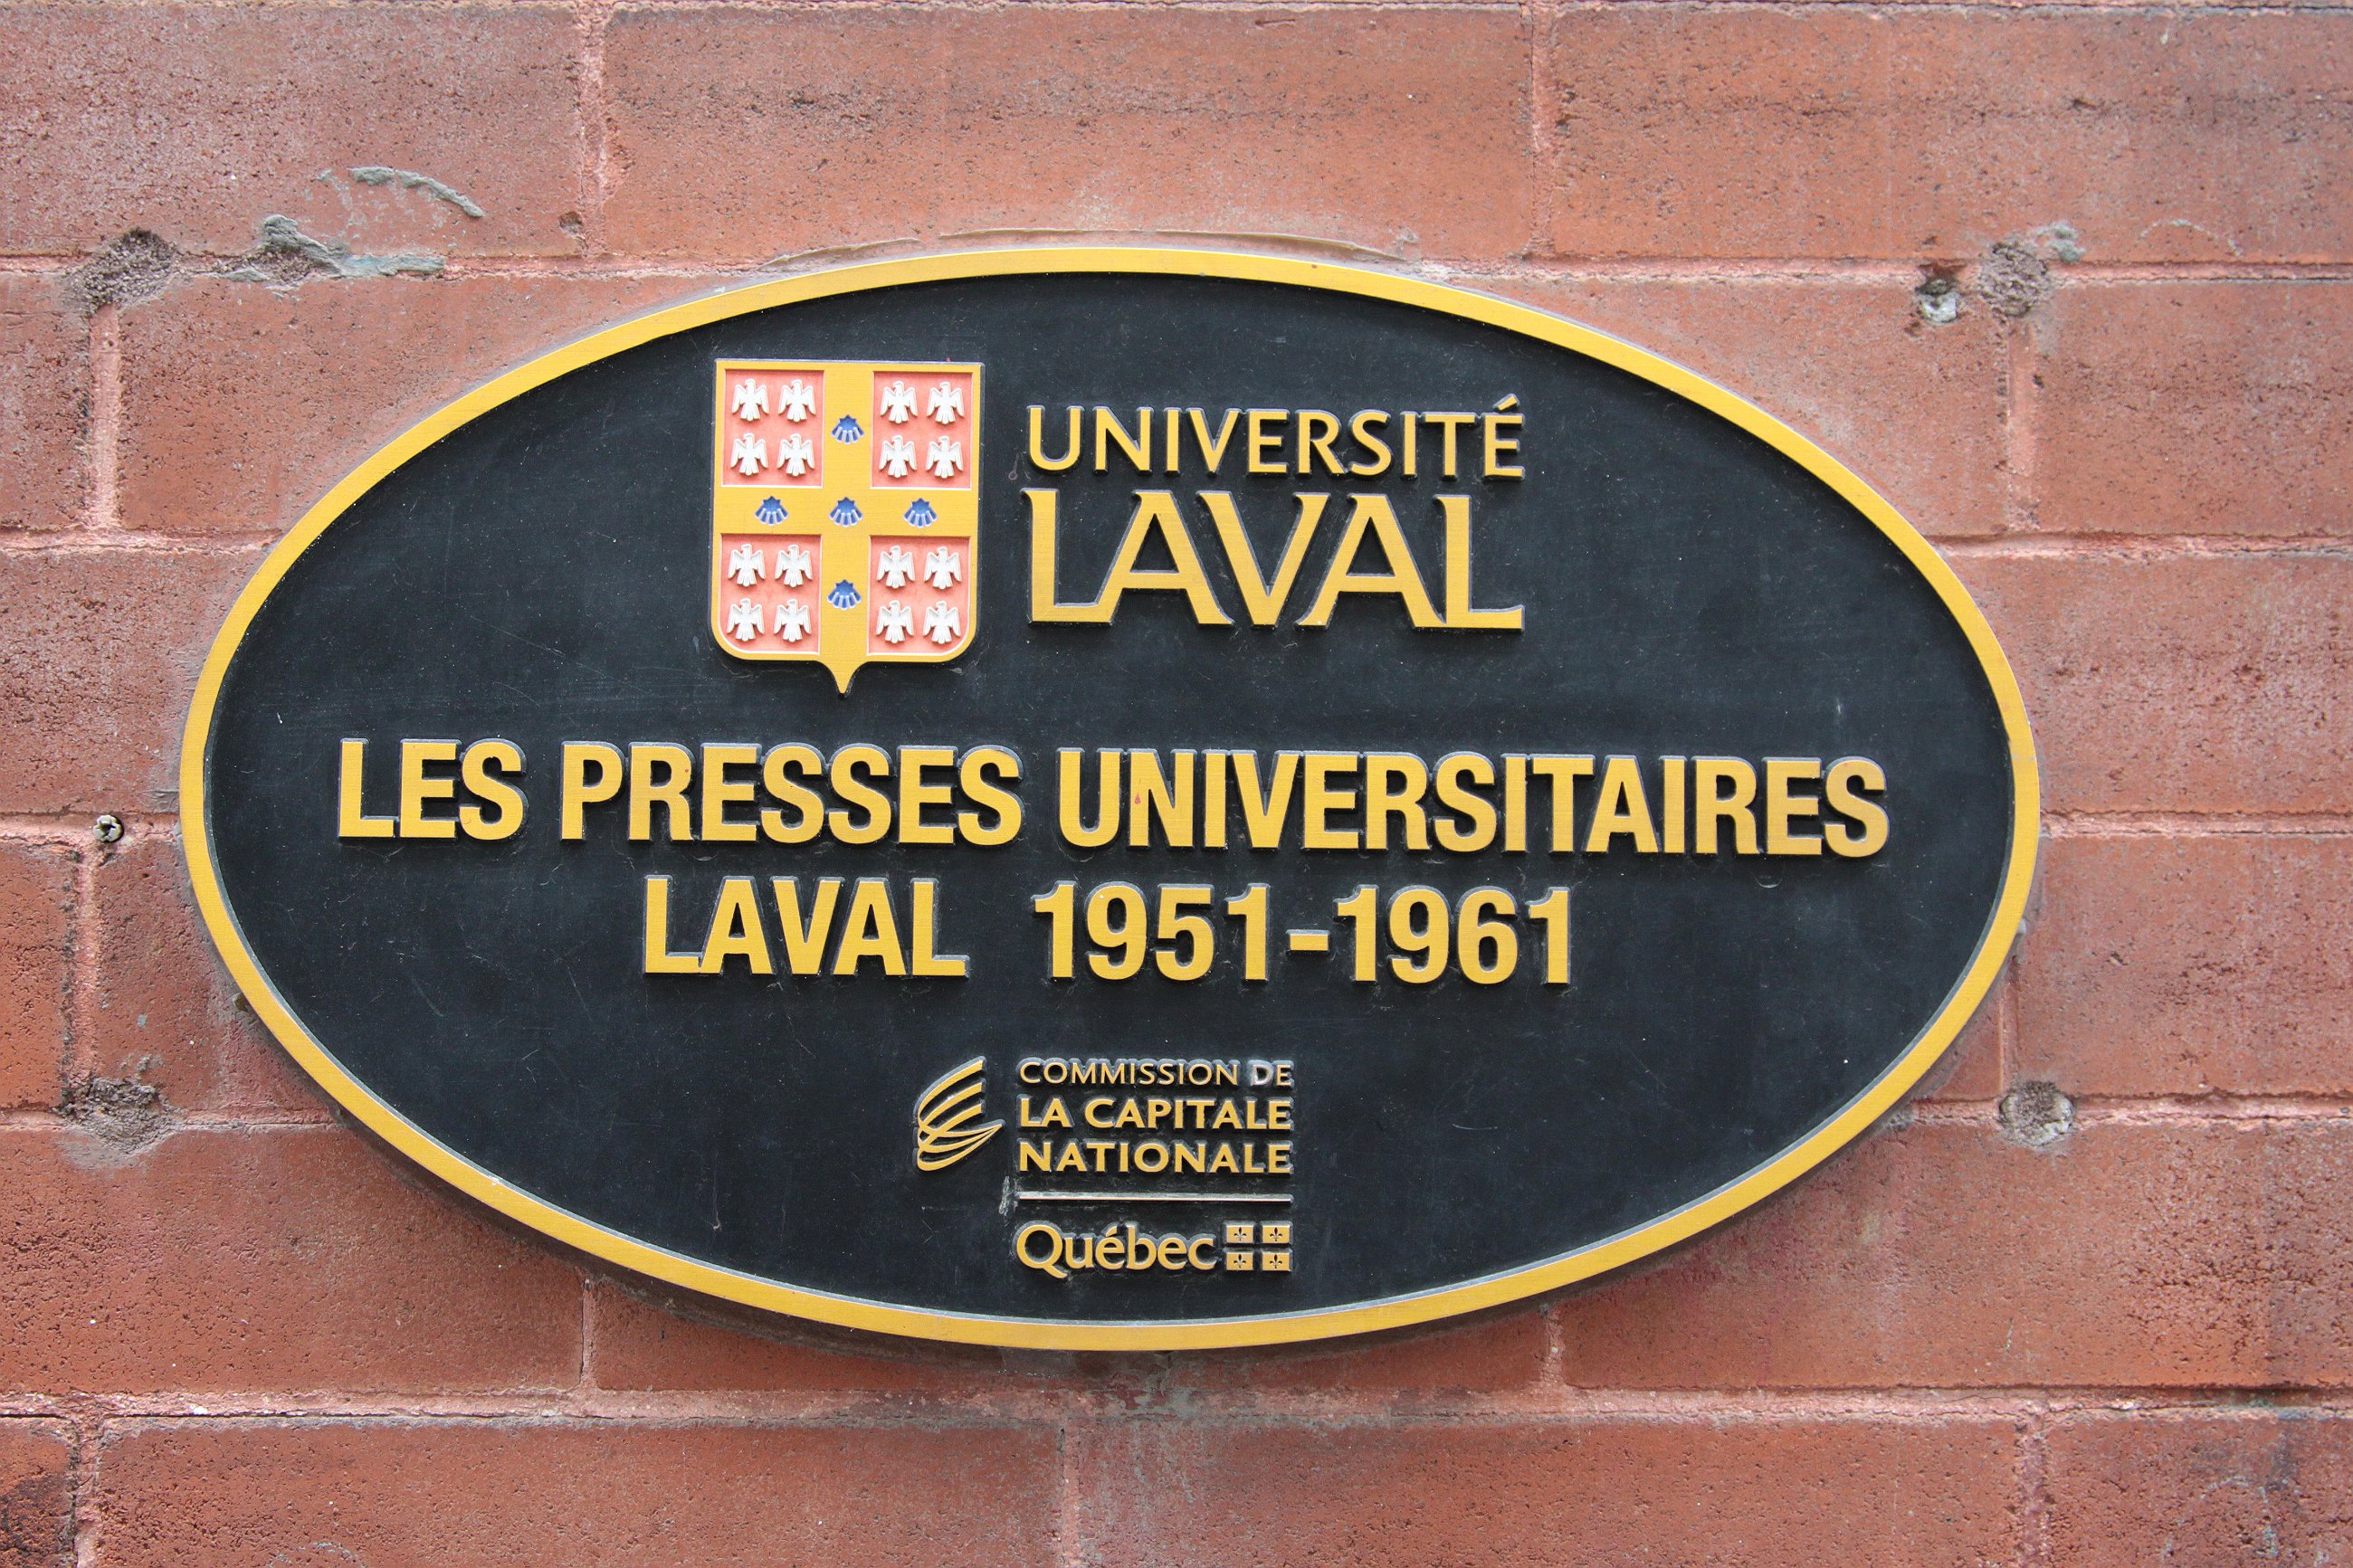 UNIVERSITÉ
LAVAL
LES PRESSES UNIVERSITAIRES
LAVAL 1951-1961
COMMISSION DE
LA CAPITALE
NATIONALE
Québec